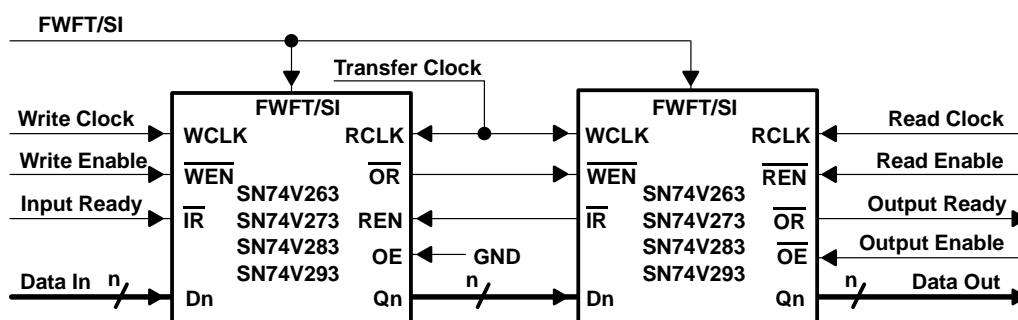 FWFT/SI
Transfer Clock
FWFT/SI
FWFT/SI
Write Clock
WCLK
RCLK
WCLK
RCLK
Read Clock
Write Enable
WEN
OR
WEN
REN
Read Enable
SN74V263
SN74V263
Input Ready
IR
SN74V273
REN
IR
SN74V273
OR
Output Ready
SN74V283
OE
GND
SN74V283
OE
Output Enable
SN74V293
SN74V293
Data In
n
Dn
Qn
n
Dn
Qn
n
Data Out